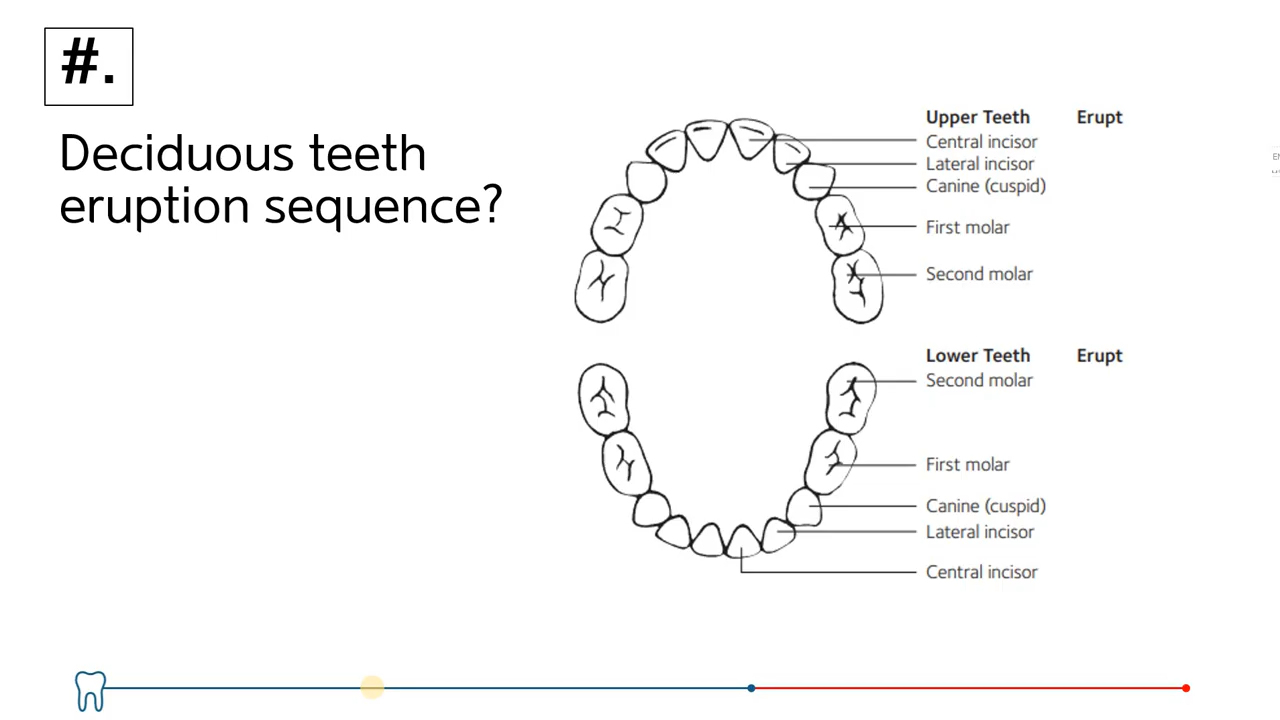 #.
Deciduous teeth
eruption sequence?
Upper Teeth Erupt
Central incisor
Lateral incisor
Canine (cuspid)
First molar
Second molar
Lower Teeth Erupt
Second molar
First molar
Canine (cuspid)
Lateral incisor
Central incisor